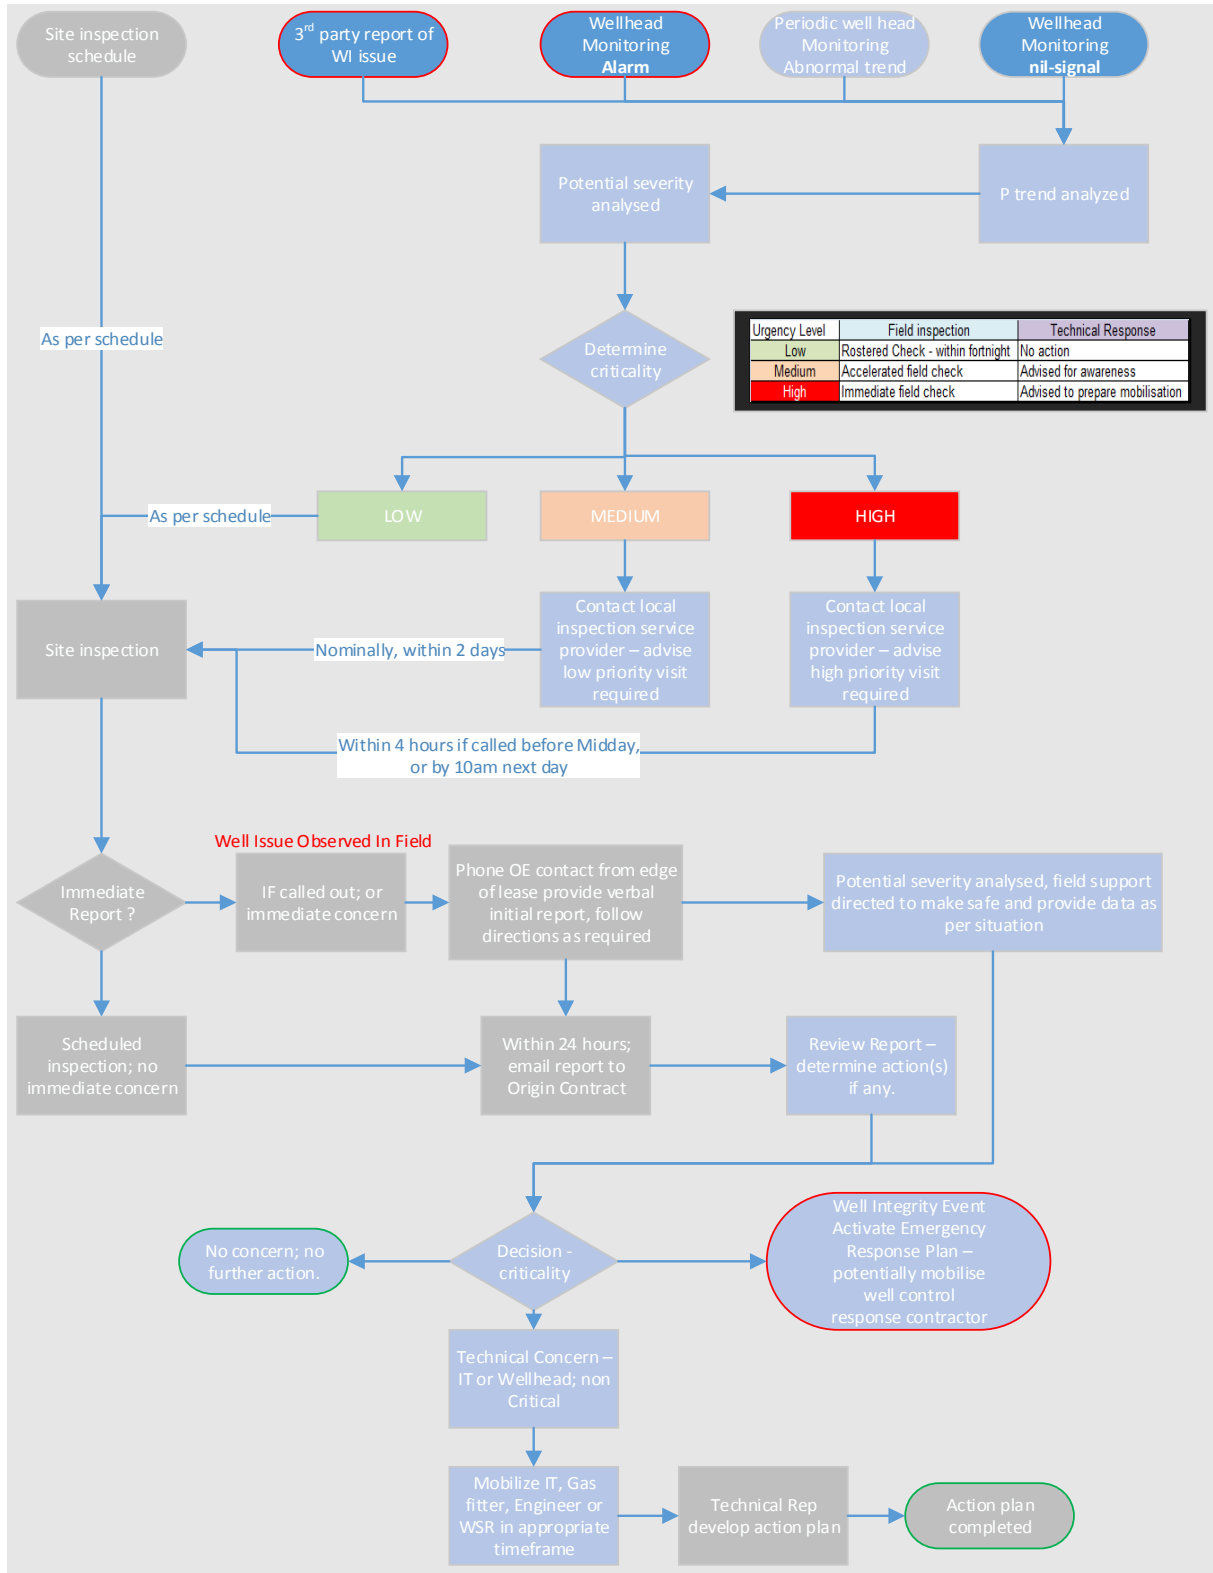 Site inspection
schedule
3rd party report of
WI issue
Wellhead
Monitoring
Alarm
Periodic well head
Monitoring
Abnormal trend
Wellhead
Monitoring
nil-signal
Potential severity
analysed
P trend analyzed
As per schedule
Determine
criticality
Urgency Level Field inspection Technical Response
Low Rostered Check - within fortnight No action
Medium Accelerated field check Advised for awareness
High Immediate field check Advised to prepare mobilisation
As per schedule
LOW
MEDIUM
HIGH
Site inspection
Nominally, within 2 days
Contact local
inspection service
provider – advise
low priority visit
required
Contact local
inspection service
provider – advise
high priority visit
required
Within 4 hours if called before Midday,
or by 10am next day
Well Issue Observed In Field
Immediate
Report ?
IF called out; or
immediate concern
Phone OE contact from edge
of lease provide verbal
initial report, follow
directions as required
Potential severity analysed, field support
directed to make safe and provide data as
per situation
Scheduled
inspection; no
immediate concern
Within 24 hours;
email report to
Origin Contract
Review Report –
determine action(s)
if any.
No concern; no
further action.
Decision -
criticality
Well Integrity Event
Activate Emergency
Response Plan –
potentially mobilise
well control
response contractor
Technical Concern –
IT or Wellhead; non
Critical
Mobilize IT, Gas
fitter, Engineer or
WSR in appropriate
timeframe
Technical Rep
develop action plan
Action plan
completed